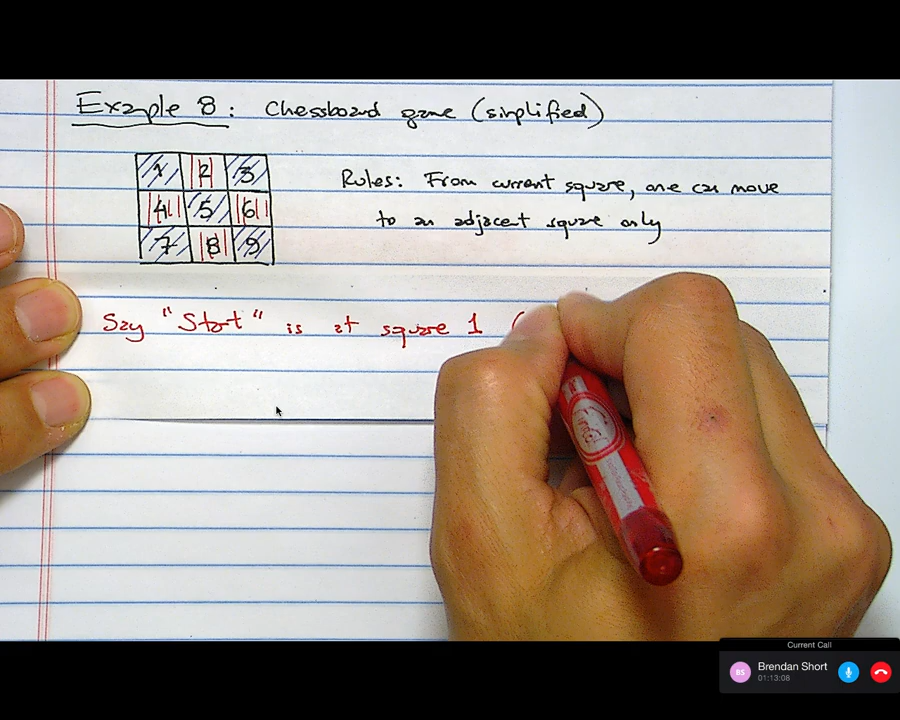 Example 8: Chessboard game (simplified)
1 2 3
4 5 6
7 8 9
Rules: From current square, one can move
to an adjacent square only
Say "Start" is at square 1 (
Current Call
BS
Brendan Short
01:13:08